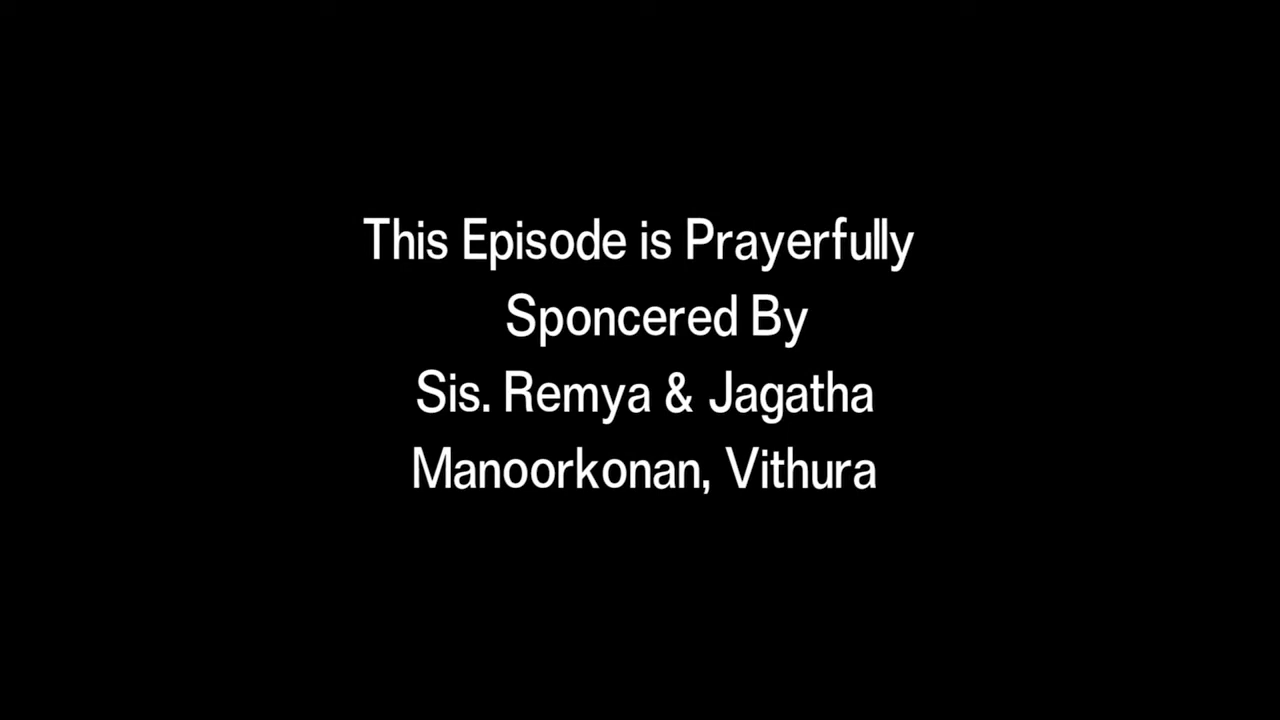 This Episode is Prayerfully
Sponcered By
Sis. Remya & Jagatha
Manoorkonan, Vithura